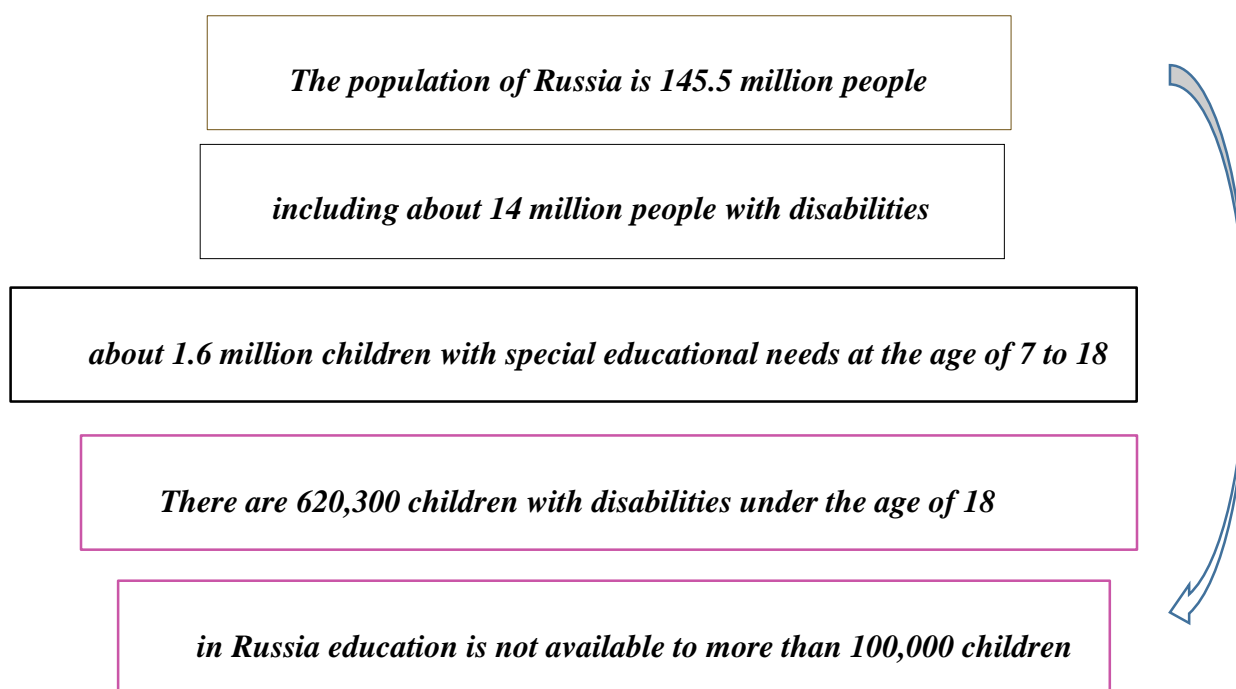 The population of Russia is 145.5 million people
including about 14 million people with disabilities
about 1.6 million children with special educational needs at the age of 7 to 18
There are 620,300 children with disabilities under the age of 18
in Russia education is not available to more than 100,000 children